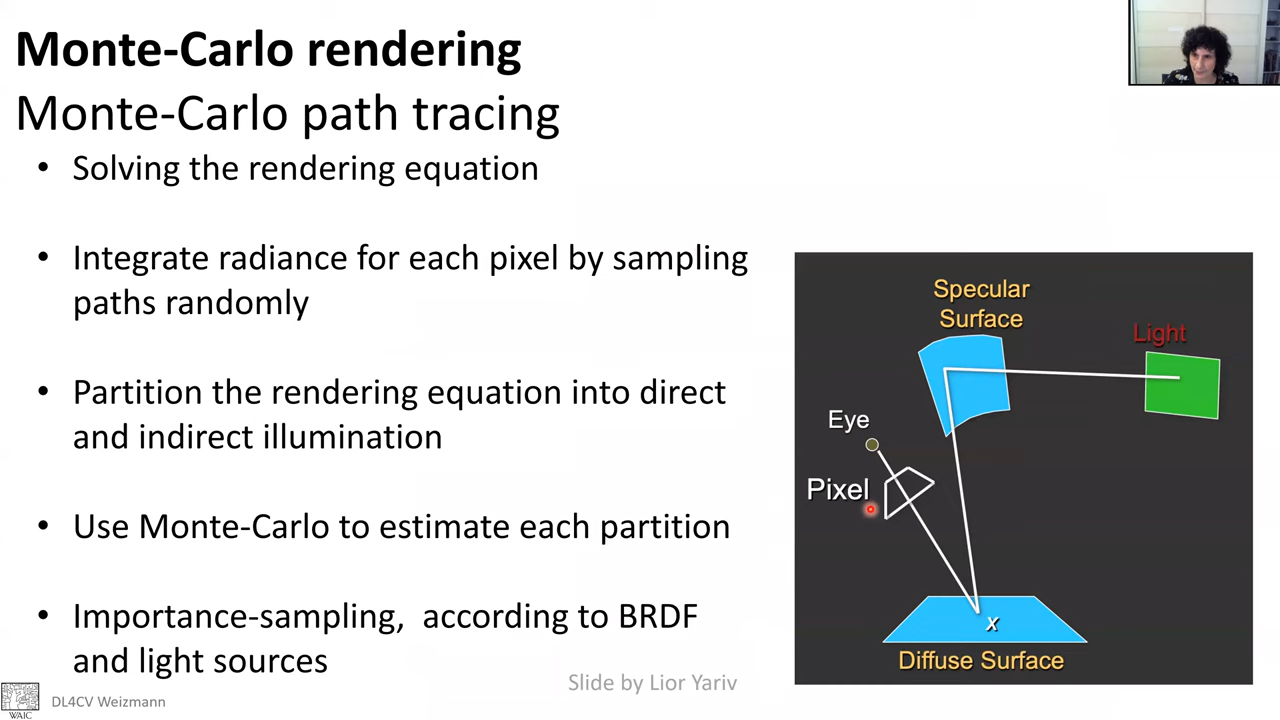 Monte-Carlo rendering
Monte-Carlo path tracing
• Solving the rendering equation
• Integrate radiance for each pixel by sampling
paths randomly
• Partition the rendering equation into direct
and indirect illumination
• Use Monte-Carlo to estimate each partition
• Importance-sampling, according to BRDF
and light sources
Specular
Surface
Light
Eye
Pixel
x
Diffuse Surface
Slide by Lior Yariv
WAIC
DL4CV Weizmann